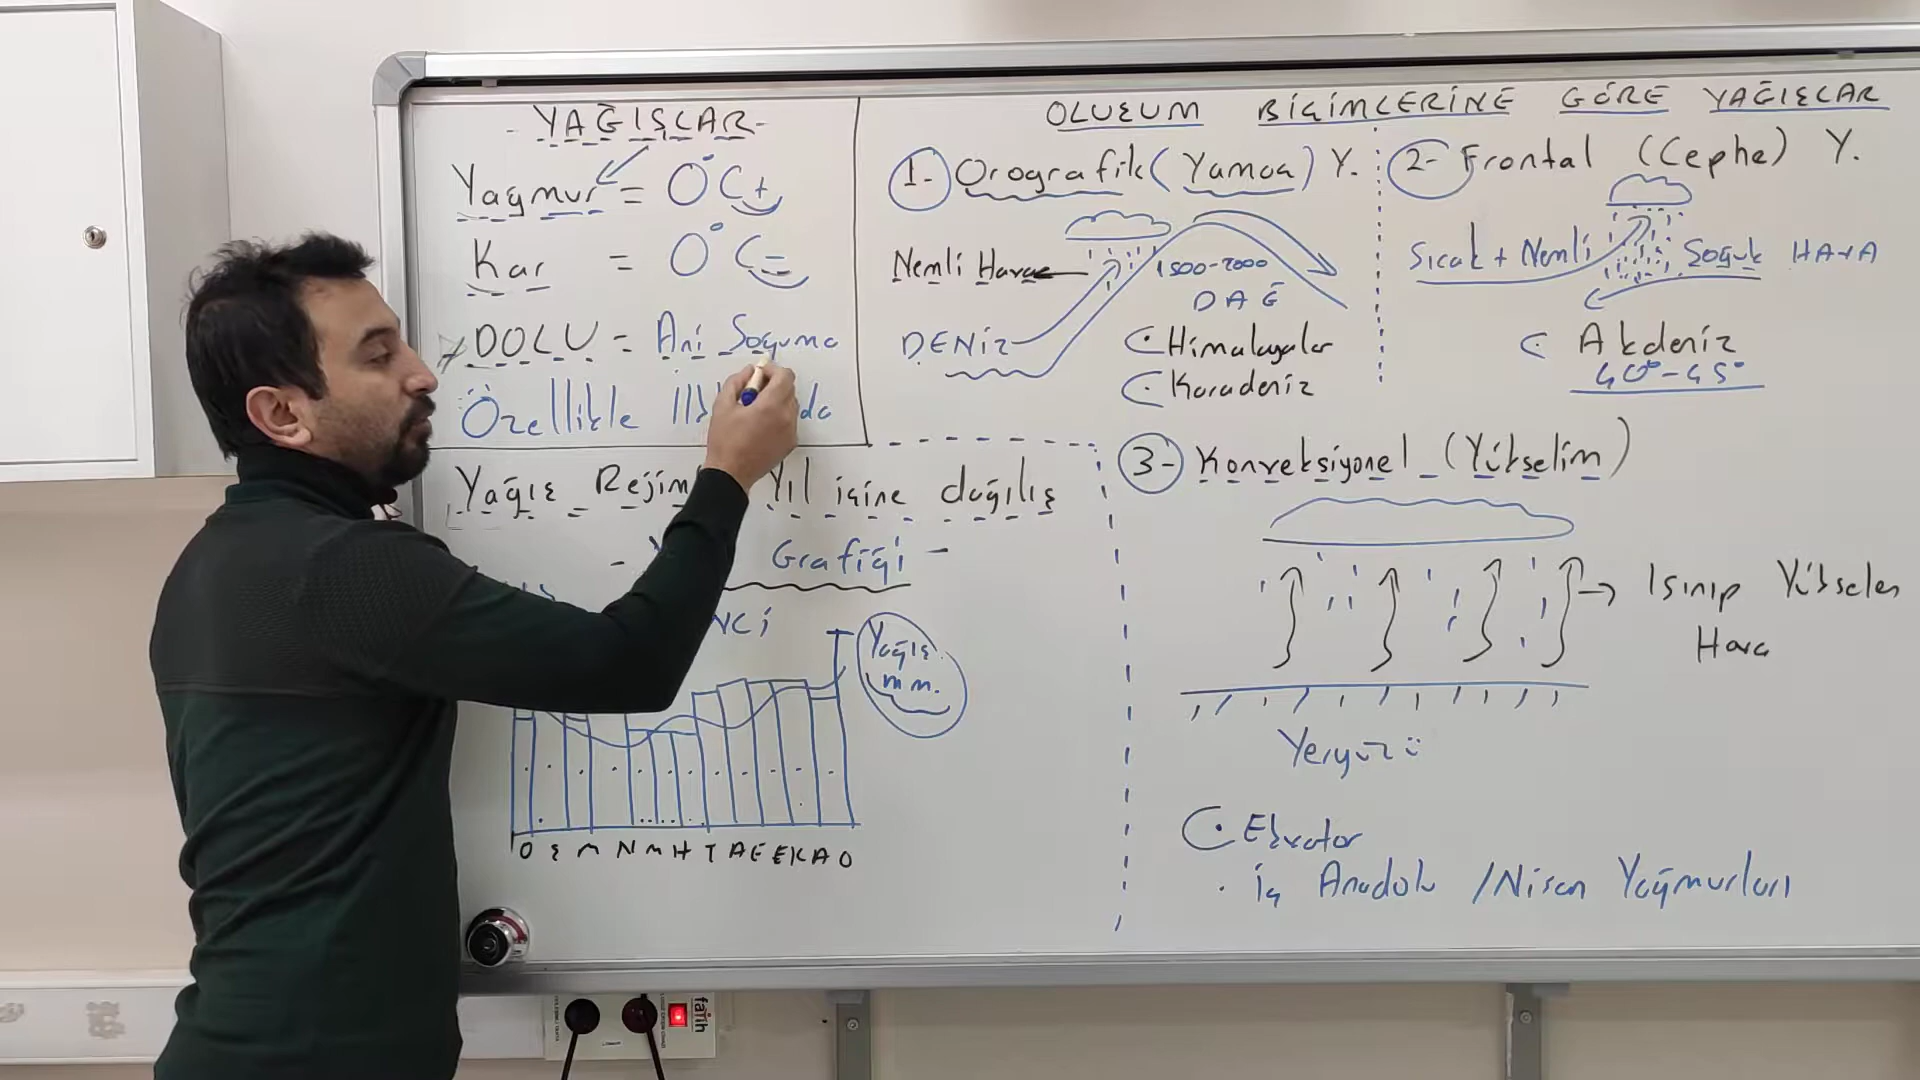 - YAĞIŞLAR -
Yağmur = 0°C+
Kar = 0°C-
DOLU = Ani Soğuma
Özellikle
Yağış Rejimi Yıl içine dağılış
- Grafiği -
Yağış
mm.
O Ş M N M H T A E E K A O
OLUŞUM BİÇİMLERİNE GÖRE YAĞIŞLAR
1- Orografik (Yamaç) Y.
Nemli Hava
1500-2000
DAĞ
DENİZ
Himalayalar
Karadeniz
2- Frontal (Cephe) Y.
Sıcak + Nemli
Soğuk HAVA
Akdeniz
40°-45°
3- Konveksiyonel (Yükselim)
Isınıp Yükselen
Hava
Yeryüzü
Ekvator
İç Anadolu / Nisan Yağmurları
fatih